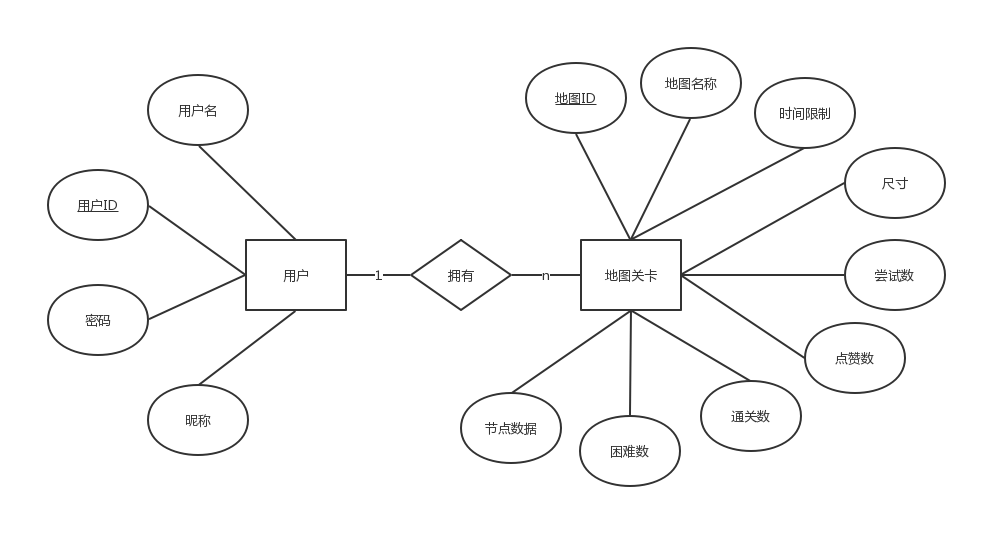 地图名称
地图ID
用户名
时间限制
尺寸
用户ID
用户
1
拥有
n
地图关卡
尝试数
密码
点赞数
昵称
节点数据
通关数
困难数